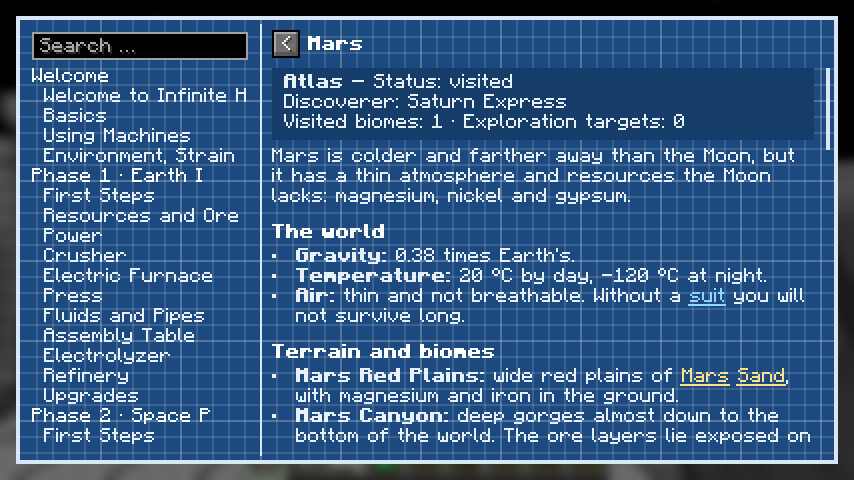 Search ...
Welcome
Welcome to Infinite H
Basics
Using Machines
Environment, Strain
Phase 1 · Earth I
First Steps
Resources and Ore
Power
Crusher
Electric Furnace
Press
Fluids and Pipes
Assembly Table
Electrolyzer
Refinery
Upgrades
Phase 2 · Space P
First Steps
< Mars
Atlas — Status: visited
Discoverer: Saturn Express
Visited biomes: 1 · Exploration targets: 0
Mars is colder and farther away than the Moon, but
it has a thin atmosphere and resources the Moon
lacks: magnesium, nickel and gypsum.
The world
• Gravity: 0.38 times Earth's.
• Temperature: 20 °C by day, −120 °C at night.
• Air: thin and not breathable. Without a suit you will
not survive long.
Terrain and biomes
• Mars Red Plains: wide red plains of Mars Sand,
with magnesium and iron in the ground.
• Mars Canyon: deep gorges almost down to the
bottom of the world. The ore layers lie exposed on